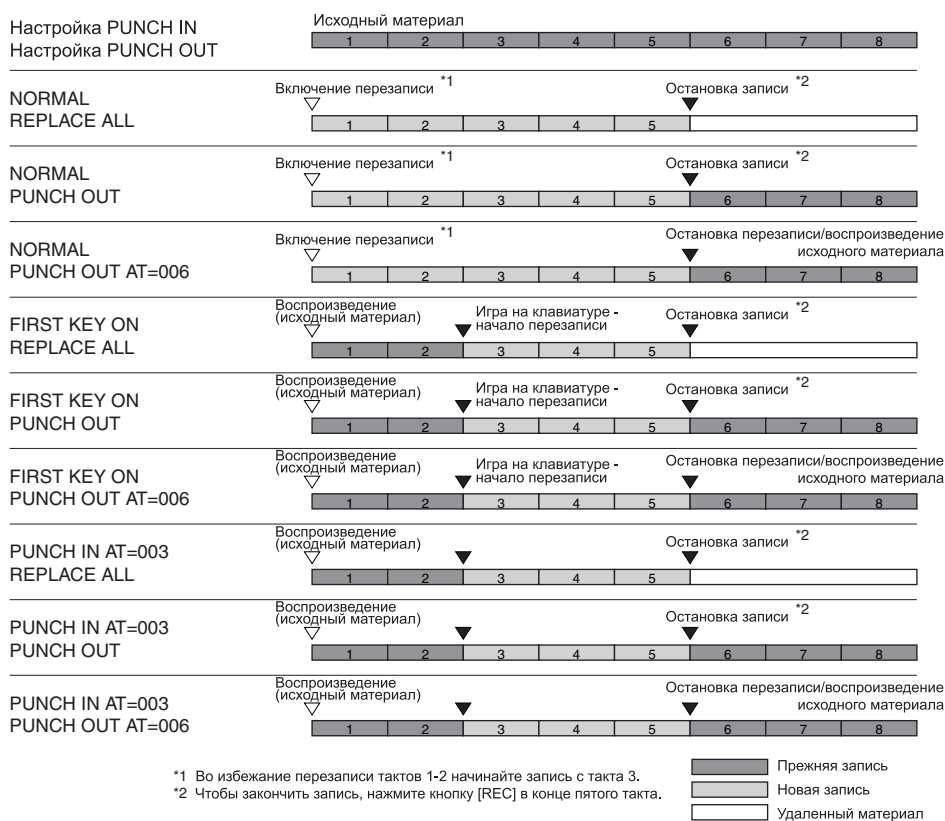 Настройка PUNCH IN
Настройка PUNCH OUT
Исходный материал
1 2 3 4 5 6 7 8
NORMAL
REPLACE ALL
Включение перезаписи *1
Остановка записи *2
1 2 3 4 5
NORMAL
PUNCH OUT
Включение перезаписи *1
Остановка записи *2
1 2 3 4 5 6 7 8
NORMAL
PUNCH OUT AT=006
Включение перезаписи *1
Остановка перезаписи/воспроизведение
исходного материала
1 2 3 4 5 6 7 8
FIRST KEY ON
REPLACE ALL
Воспроизведение
(исходный материал)
Игра на клавиатуре -
начало перезаписи
Остановка записи *2
1 2 3 4 5
FIRST KEY ON
PUNCH OUT
Воспроизведение
(исходный материал)
Игра на клавиатуре -
начало перезаписи
Остановка записи *2
1 2 3 4 5 6 7 8
FIRST KEY ON
PUNCH OUT AT=006
Воспроизведение
(исходный материал)
Игра на клавиатуре -
начало перезаписи
Остановка перезаписи/воспроизведение
исходного материала
1 2 3 4 5 6 7 8
PUNCH IN AT=003
REPLACE ALL
Воспроизведение
(исходный материал)
Остановка записи *2
1 2 3 4 5
PUNCH IN AT=003
PUNCH OUT
Воспроизведение
(исходный материал)
Остановка записи *2
1 2 3 4 5 6 7 8
PUNCH IN AT=003
PUNCH OUT AT=006
Воспроизведение
(исходный материал)
Остановка перезаписи/воспроизведение
исходного материала
1 2 3 4 5 6 7 8
*1 Во избежание перезаписи тактов 1-2 начинайте запись с такта 3.
*2 Чтобы закончить запись, нажмите кнопку [REC] в конце пятого такта.
Прежняя запись
Новая запись
Удаленный материал